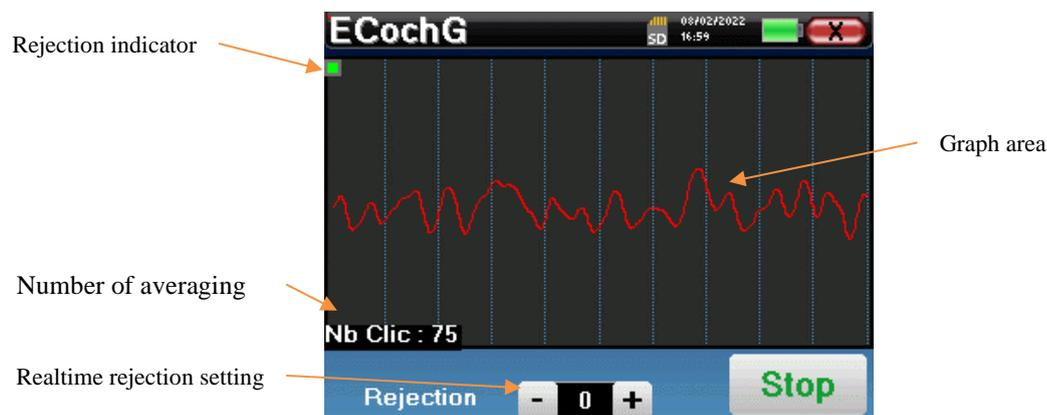 ECochG
SD
08/02/2022
16:59
X
Rejection indicator
Graph area
Number of averaging
Nb Clic : 75
Realtime rejection setting
Rejection - 0 +
Stop